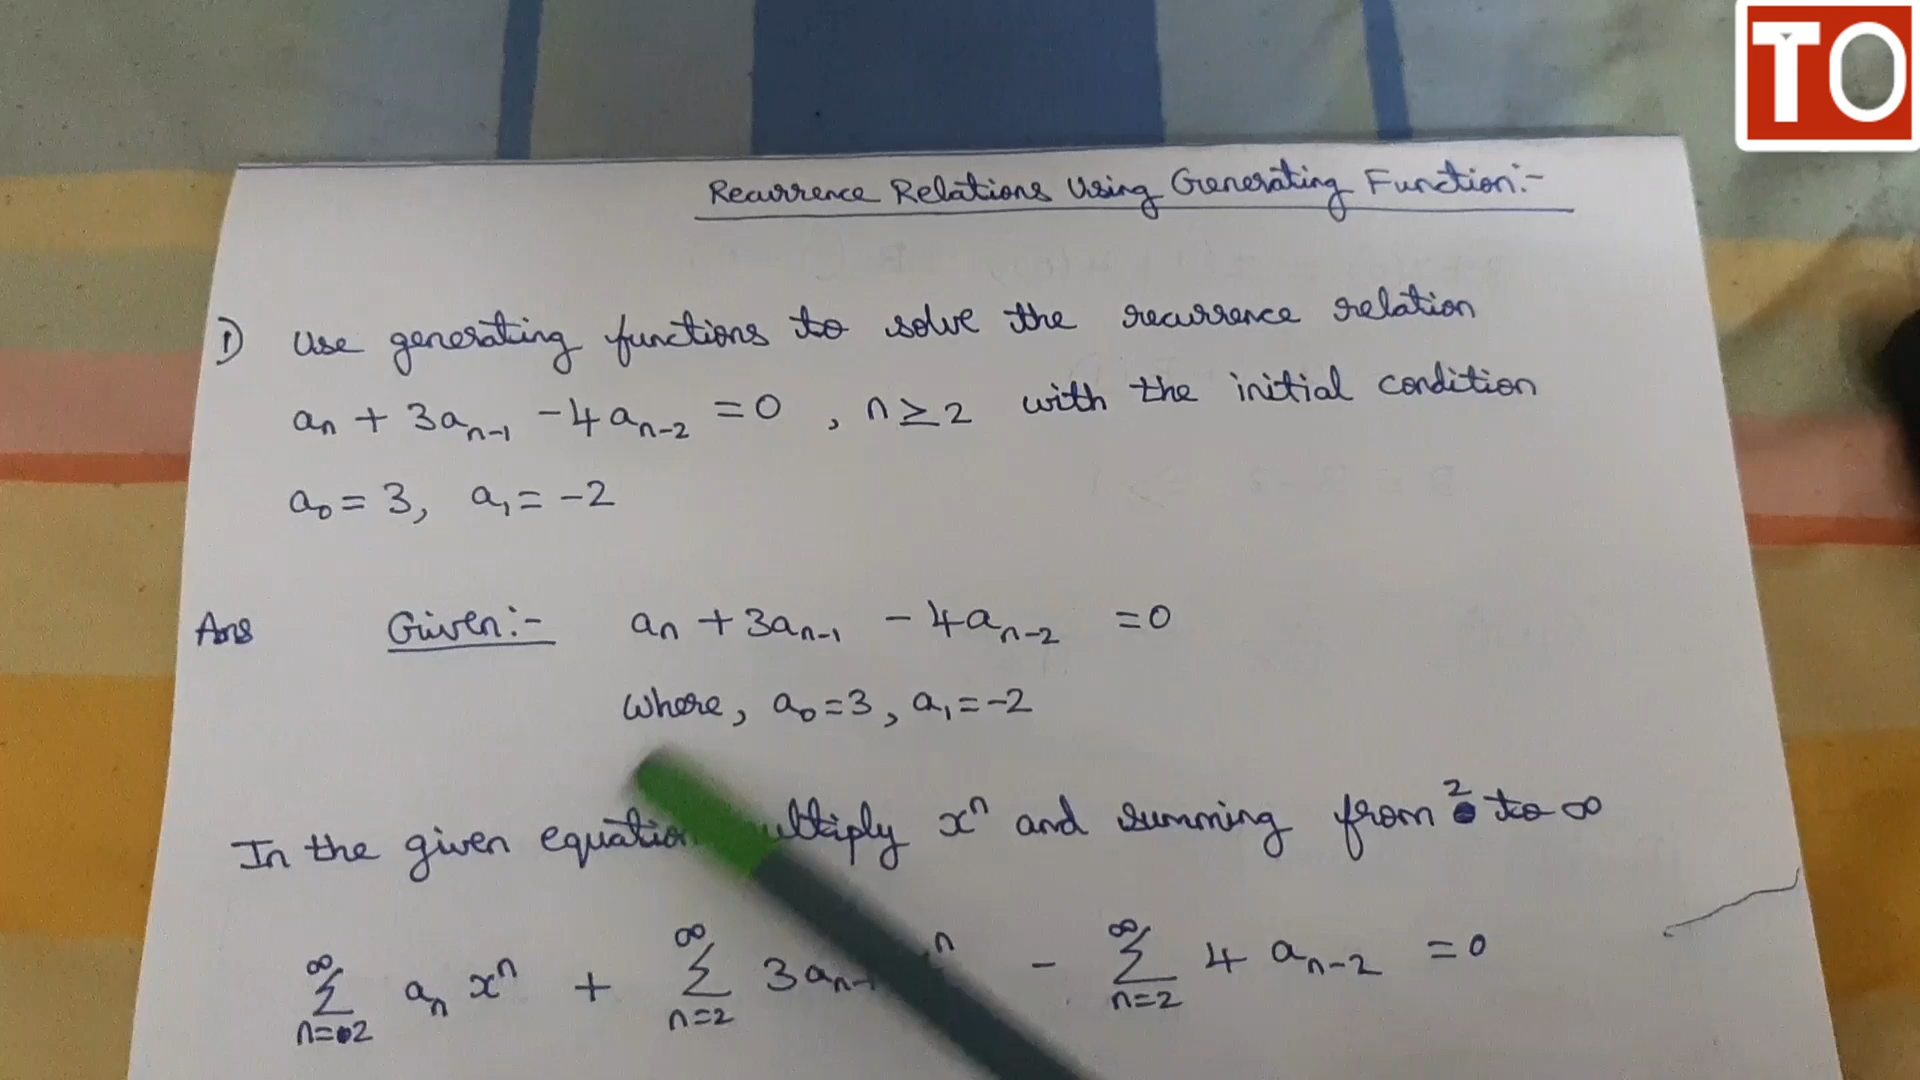 TO
Recurrence Relations Using Generating Function:-
1) Use generating functions to solve the recurrence relation
aₙ + 3aₙ₋₁ - 4aₙ₋₂ = 0 , n ≥ 2 with the initial condition
a₀ = 3, a₁ = -2
Ans Given:- aₙ + 3aₙ₋₁ - 4aₙ₋₂ = 0
Where, a₀ = 3, a₁ = -2
In the given equation multiply xⁿ and summing from 2 to ∞
∞ Σ n=2 aₙ xⁿ + ∞ Σ n=2 3aₙ₋ ⁿ - ∞ Σ n=2 4 aₙ₋₂ = 0